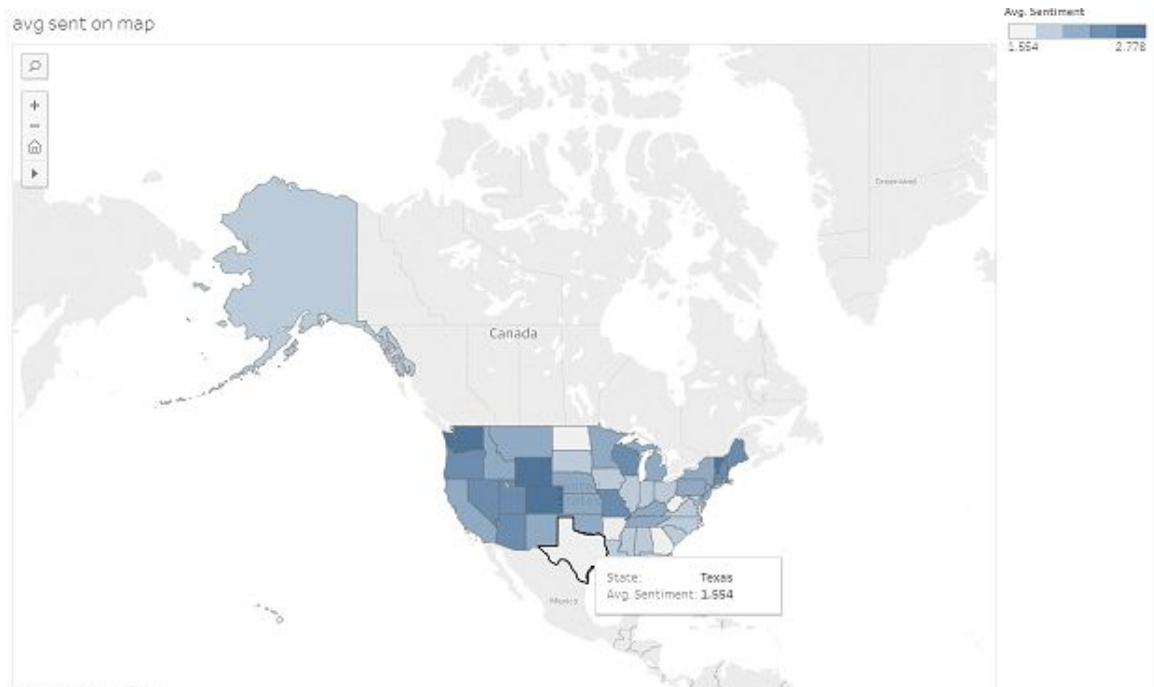 avg sent on map
Avg. Sentiment
1.554
2.778
Greenland
Canada
State: Texas
Avg. Sentiment: 1.554
Mexico